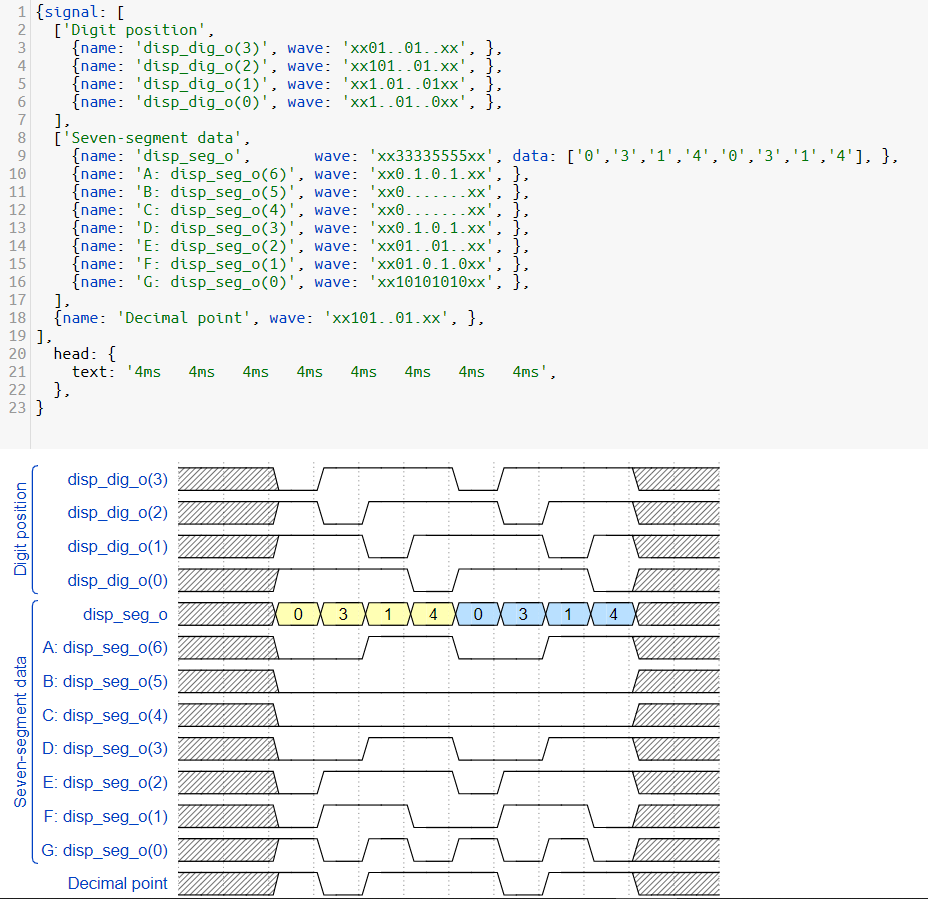 1 {signal: [
2   ['Digit position',
3     {name: 'disp_dig_o(3)', wave: 'xx01..01..xx', },
4     {name: 'disp_dig_o(2)', wave: 'xx101..01.xx', },
5     {name: 'disp_dig_o(1)', wave: 'xx1.01..01xx', },
6     {name: 'disp_dig_o(0)', wave: 'xx1..01..0xx', },
7   ],
8   ['Seven-segment data',
9     {name: 'disp_seg_o',       wave: 'xx33335555xx', data: ['0','3','1','4','0','3','1','4'], },
10     {name: 'A: disp_seg_o(6)', wave: 'xx0.1.0.1.xx', },
11     {name: 'B: disp_seg_o(5)', wave: 'xx0.......xx', },
12     {name: 'C: disp_seg_o(4)', wave: 'xx0.......xx', },
13     {name: 'D: disp_seg_o(3)', wave: 'xx0.1.0.1.xx', },
14     {name: 'E: disp_seg_o(2)', wave: 'xx01..01..xx', },
15     {name: 'F: disp_seg_o(1)', wave: 'xx01.0.1.0xx', },
16     {name: 'G: disp_seg_o(0)', wave: 'xx10101010xx', },
17   ],
18   {name: 'Decimal point', wave: 'xx101..01.xx', },
19 ],
20   head: {
21     text: '4ms   4ms   4ms   4ms   4ms   4ms   4ms   4ms',
22   },
23 }
Digit position
disp_dig_o(3)
disp_dig_o(2)
disp_dig_o(1)
disp_dig_o(0)
Seven-segment data
disp_seg_o 0 3 1 4 0 3 1 4
A: disp_seg_o(6)
B: disp_seg_o(5)
C: disp_seg_o(4)
D: disp_seg_o(3)
E: disp_seg_o(2)
F: disp_seg_o(1)
G: disp_seg_o(0)
Decimal point